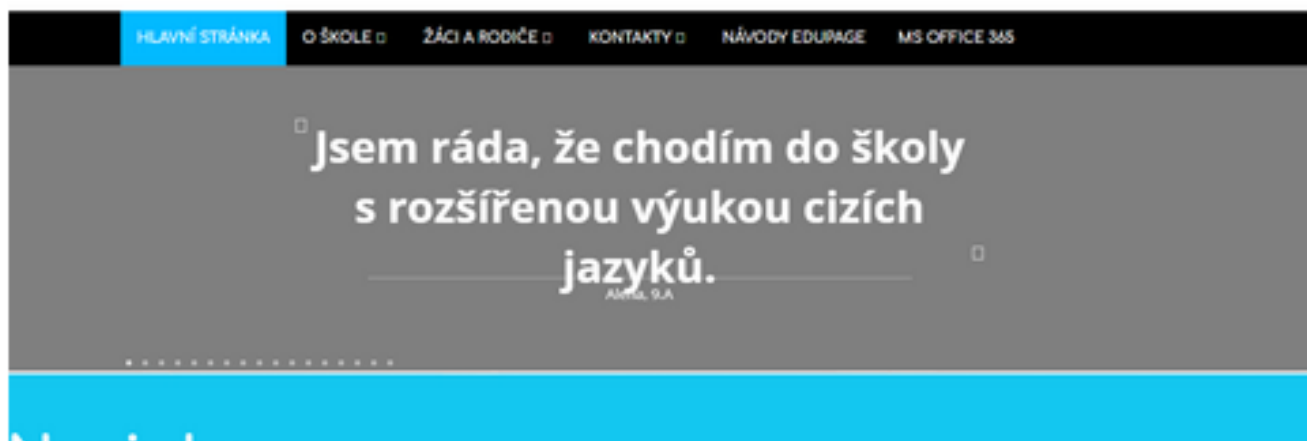 HLAVNÍ STRÁNKA O ŠKOLE ŽÁCI A RODIČE KONTAKTY NÁVODY EDUPAGE MS OFFICE 365
Jsem ráda, že chodím do školy
s rozšířenou výukou cizích
jazyků.
Alena, 9.A